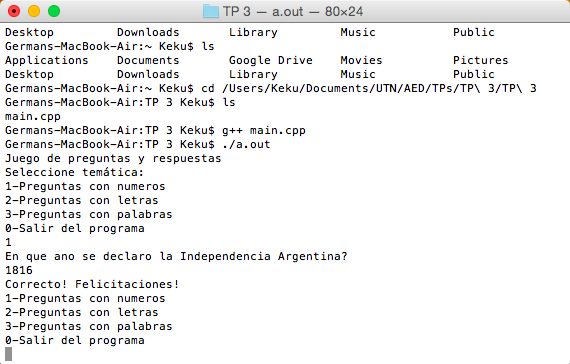 TP 3 — a.out — 80×24
Desktop Downloads Library Music Public
Germans-MacBook-Air:~ Keku$ ls
Applications Documents Google Drive Movies Pictures
Desktop Downloads Library Music Public
Germans-MacBook-Air:~ Keku$ cd /Users/Keku/Documents/UTN/AED/TPs/TP\ 3/TP\ 3
Germans-MacBook-Air:TP 3 Keku$ ls
main.cpp
Germans-MacBook-Air:TP 3 Keku$ g++ main.cpp
Germans-MacBook-Air:TP 3 Keku$ ./a.out
Juego de preguntas y respuestas
Seleccione temática:
1-Preguntas con numeros
2-Preguntas con letras
3-Preguntas con palabras
0-Salir del programa
1
En que ano se declaro la Independencia Argentina?
1816
Correcto! Felicitaciones!
1-Preguntas con numeros
2-Preguntas con letras
3-Preguntas con palabras
0-Salir del programa